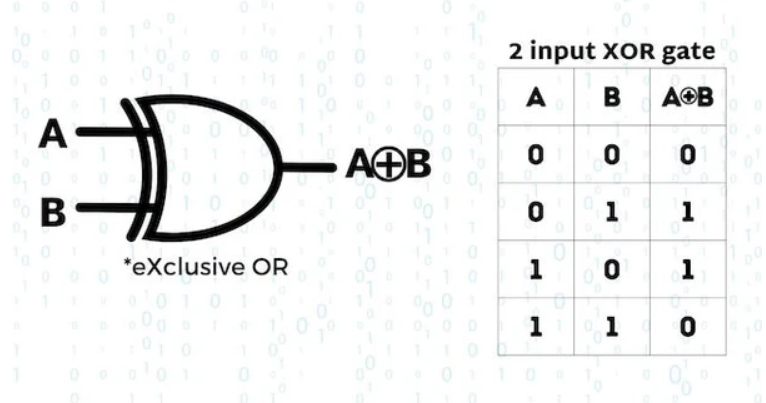 A
B
A⊕B
*eXclusive OR
2 input XOR gate
A B A⊕B
0 0 0
0 1 1
1 0 1
1 1 0